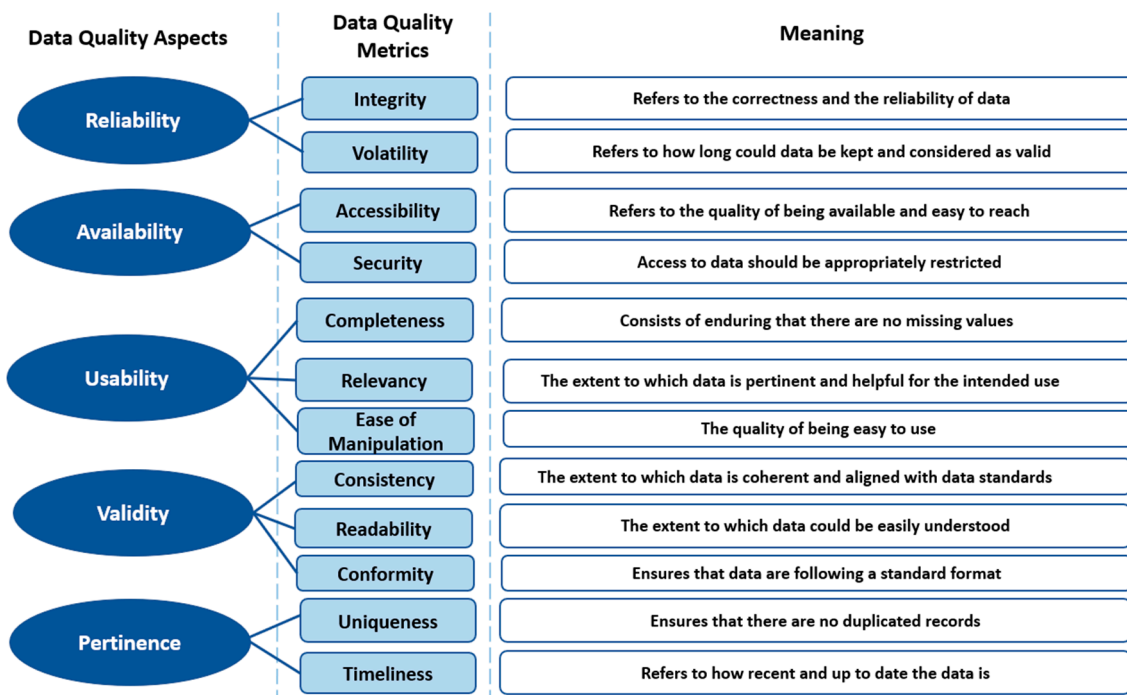 Data Quality Aspects
Data Quality
Metrics
Meaning
Reliability
Integrity
Refers to the correctness and the reliability of data
Volatility
Refers to how long could data be kept and considered as valid
Availability
Accessibility
Refers to the quality of being available and easy to reach
Security
Access to data should be appropriately restricted
Usability
Completeness
Consists of enduring that there are no missing values
Relevancy
The extent to which data is pertinent and helpful for the intended use
Ease of
Manipulation
The quality of being easy to use
Validity
Consistency
The extent to which data is coherent and aligned with data standards
Readability
The extent to which data could be easily understood
Conformity
Ensures that data are following a standard format
Pertinence
Uniqueness
Ensures that there are no duplicated records
Timeliness
Refers to how recent and up to date the data is